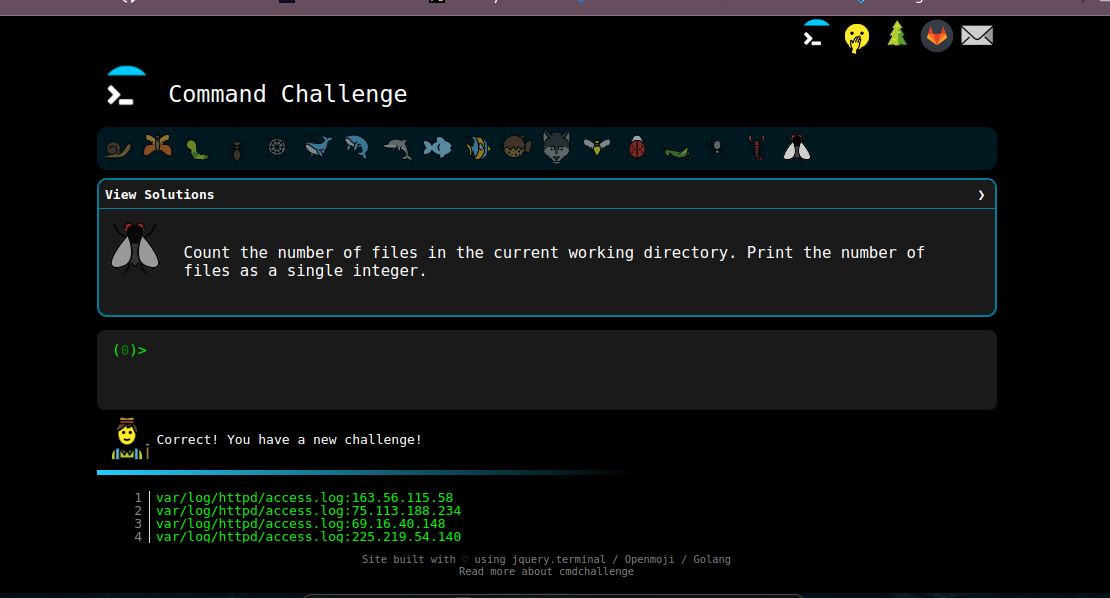 Command Challenge
View Solutions ❯
Count the number of files in the current working directory. Print the number of
files as a single integer.
(0)>
Correct! You have a new challenge!
1 var/log/httpd/access.log:163.56.115.58
2 var/log/httpd/access.log:75.113.188.234
3 var/log/httpd/access.log:69.16.40.148
4 var/log/httpd/access.log:225.219.54.140
Site built with ♡ using jquery.terminal / Openmoji / Golang
Read more about cmdchallenge